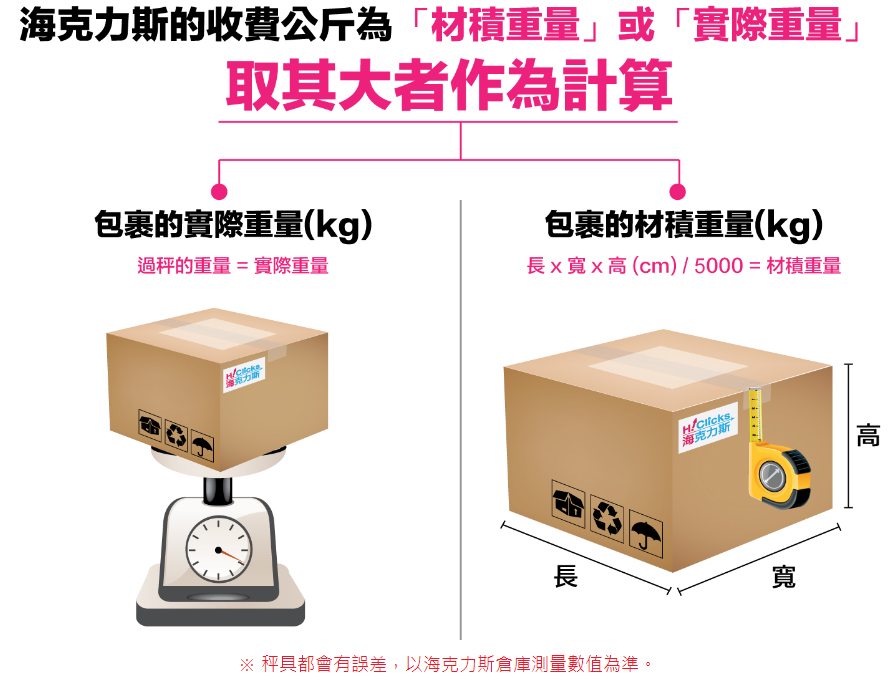 海克力斯的收費公斤為「材積重量」或「實際重量」
取其大者作為計算
包裹的實際重量(kg)
過秤的重量 = 實際重量
Hi Clicks
海克力斯
包裹的材積重量(kg)
長 x 寬 x 高 (cm) / 5000 = 材積重量
Hi Clicks
海克力斯
高
長
寬
※ 秤具都會有誤差，以海克力斯倉庫測量數值為準。